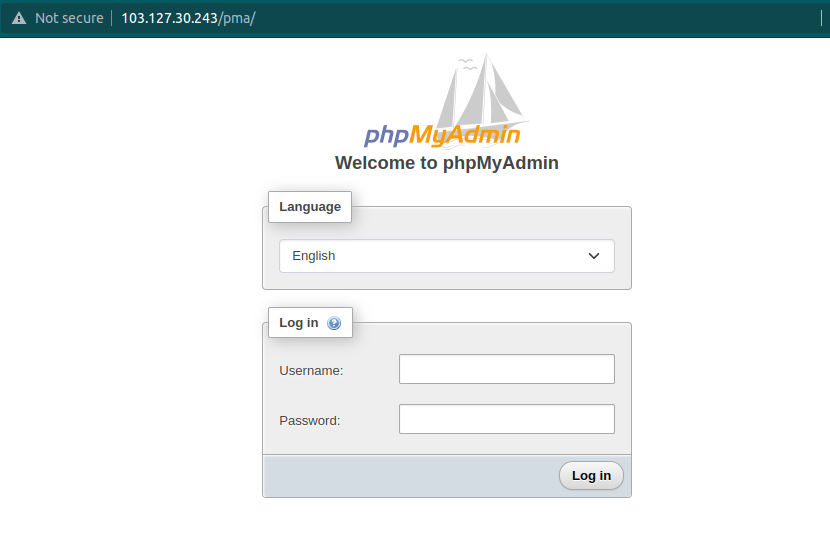 Not secure 103.127.30.243/pma/
phpMyAdmin
Welcome to phpMyAdmin
Language
English
Log in ?
Username:
Password:
Log in